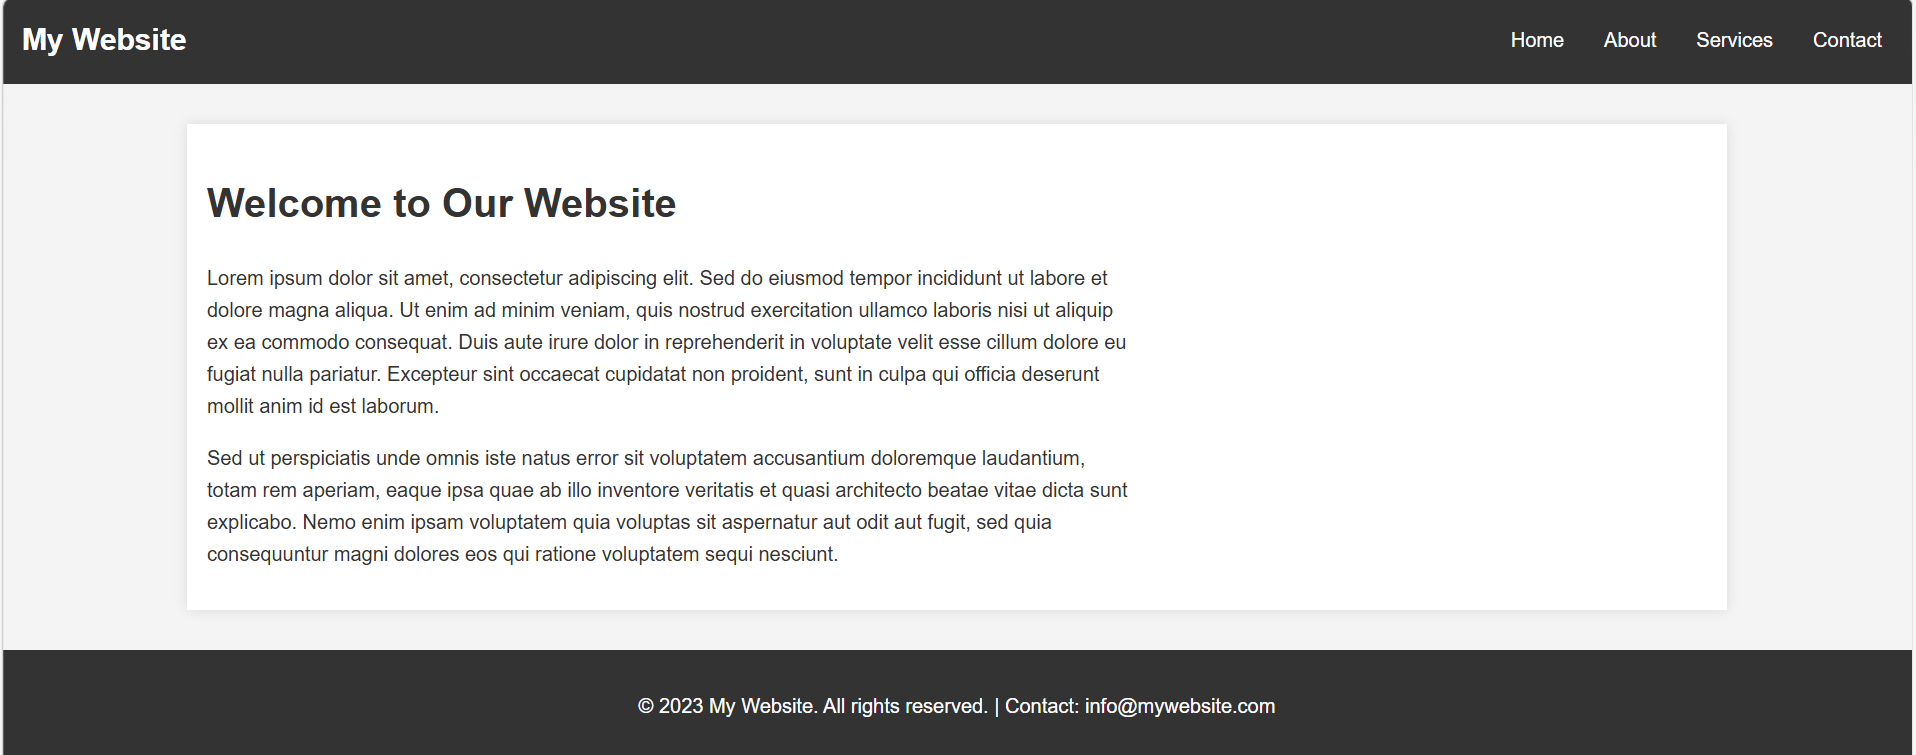 My Website
Home About Services Contact
Welcome to Our Website
Lorem ipsum dolor sit amet, consectetur adipiscing elit. Sed do eiusmod tempor incididunt ut labore et
dolore magna aliqua. Ut enim ad minim veniam, quis nostrud exercitation ullamco laboris nisi ut aliquip
ex ea commodo consequat. Duis aute irure dolor in reprehenderit in voluptate velit esse cillum dolore eu
fugiat nulla pariatur. Excepteur sint occaecat cupidatat non proident, sunt in culpa qui officia deserunt
mollit anim id est laborum.
Sed ut perspiciatis unde omnis iste natus error sit voluptatem accusantium doloremque laudantium,
totam rem aperiam, eaque ipsa quae ab illo inventore veritatis et quasi architecto beatae vitae dicta sunt
explicabo. Nemo enim ipsam voluptatem quia voluptas sit aspernatur aut odit aut fugit, sed quia
consequuntur magni dolores eos qui ratione voluptatem sequi nesciunt.
© 2023 My Website. All rights reserved. | Contact: info@mywebsite.com